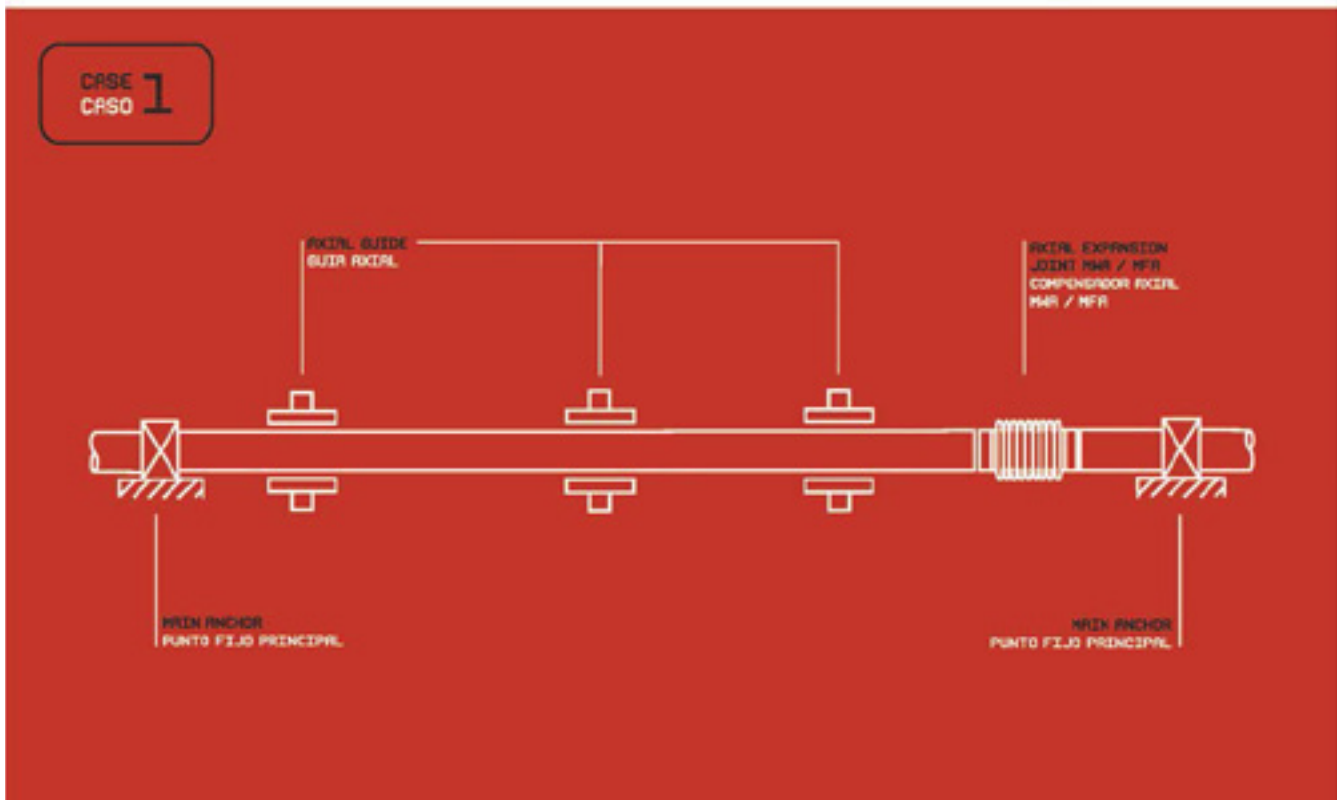 CASE
CASO 1
AXIAL GUIDE
GUIA AXIAL
AXIAL EXPANSION
JOINT MWA / MFA
COMPENSADOR AXIAL
MWA / MFA
MAIN ANCHOR
PUNTO FIJO PRINCIPAL
MAIN ANCHOR
PUNTO FIJO PRINCIPAL